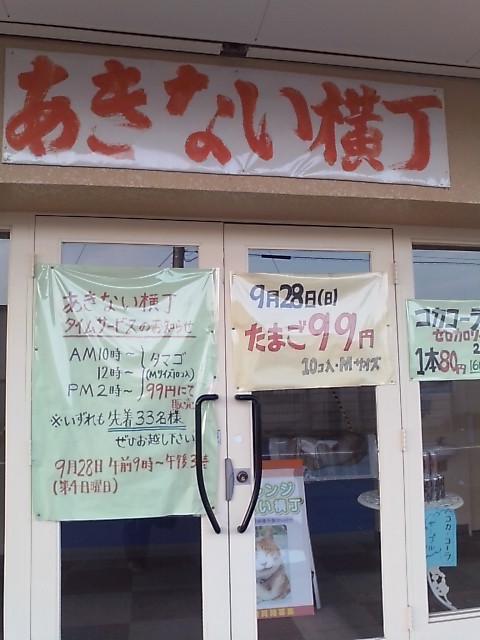 あきない横丁
あきない横丁
タイムサービスのお知らせ
AM10時〜
12時〜
PM2時〜
タマゴ
(Mサイズ10コ入)
99円にて
※いずれも先着33名様
ぜひお越し下さい
9月28日 午前9時〜午後3時
(第4日曜日)
9月28日(日)
たまご99円
10コ入・Mサイズ
コカコーラ
1本80円
い横丁
コカ・コーラ